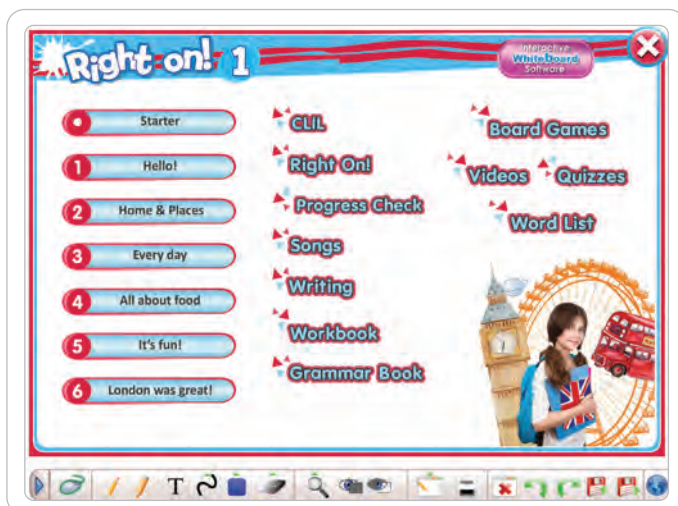 Right on! 1
Interactive
Whiteboard
Software
Starter
1 Hello!
2 Home & Places
3 Every day
4 All about food
5 It's fun!
6 London was great!
CLIL
Right On!
Progress Check
Songs
Writing
Workbook
Grammar Book
Board Games
Videos Quizzes
Word List
T